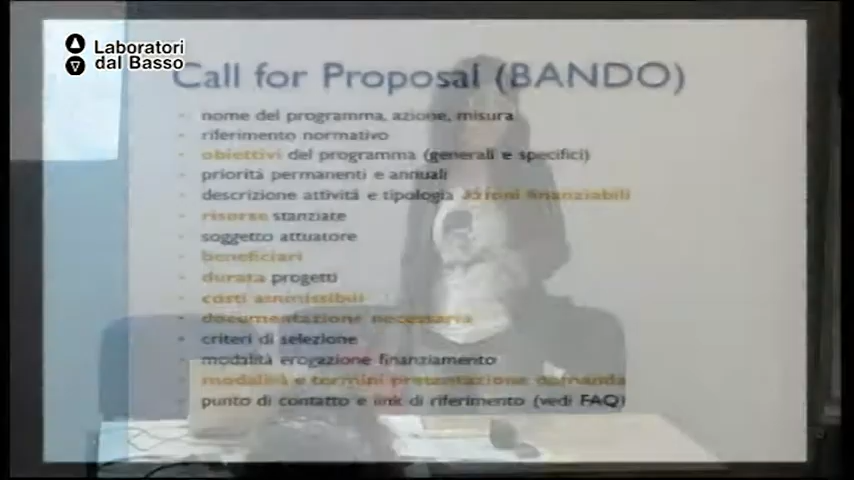 Laboratori
dal Basso
Call for Proposal (BANDO)
nome del programma, azione, misura
riferimento normativo
obiettivi del programma (generali e specifici)
priorità permanenti e annuali
descrizione attività e tipologia azioni finanziabili
risorse stanziate
soggetto attuatore
beneficiari
durata progetti
costi ammissibili
documentazione necessaria
criteri di selezione
modalità erogazione finanziamento
modalità e termini presentazione domanda
punto di contatto e link di riferimento (vedi FAQ)